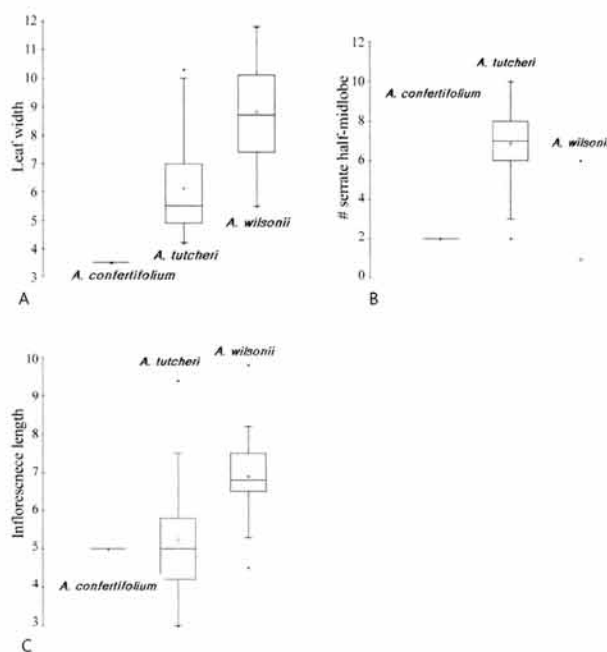 Leaf width
12
11
10
9
8
7
6
5
4
3
A. wilsonii
A. tutcheri
A. confertifolium
A
# serrate half-midlobe
12
10
8
6
4
2
0
A. tutcheri
A. confertifolium
A. wilsonii
B
Infloresenece length
10
9
8
7
6
5
4
3
A. wilsonii
A. tutcheri
A. confertifolium
C